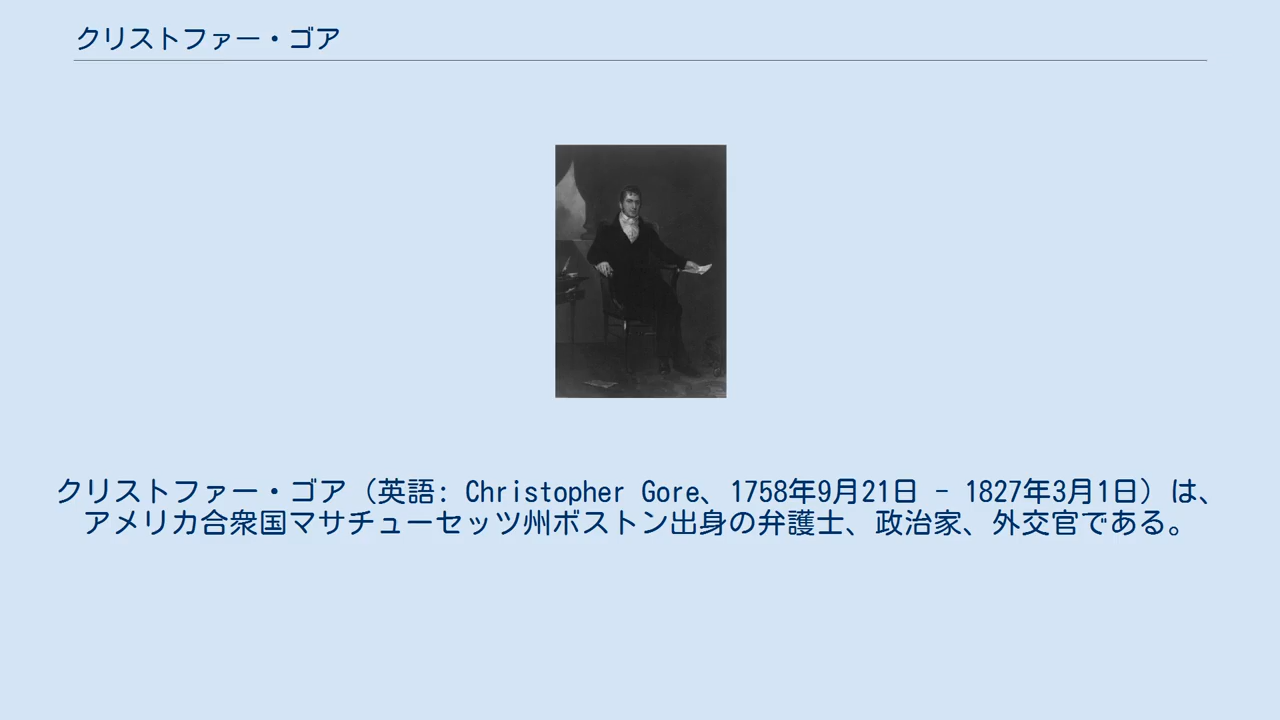 クリストファー・ゴア
クリストファー・ゴア（英語: Christopher Gore、1758年9月21日 - 1827年3月1日）は、
アメリカ合衆国マサチューセッツ州ボストン出身の弁護士、政治家、外交官である。